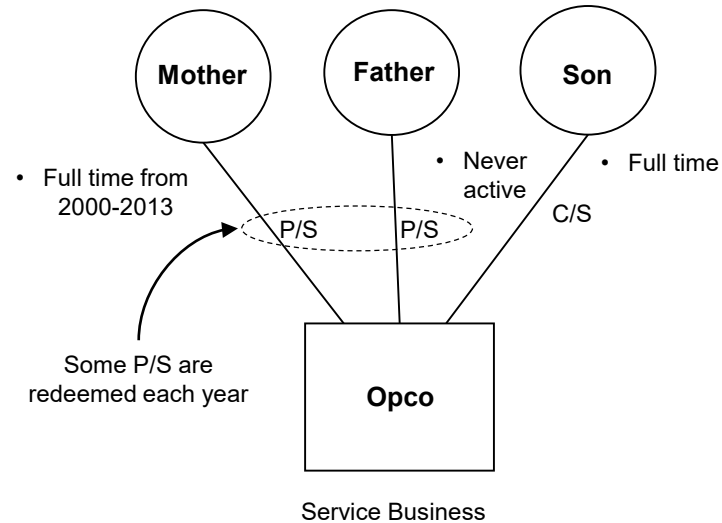 Mother
Father
Son
• Full time from
2000-2013
• Never
active
• Full time
P/S
P/S
C/S
Some P/S are
redeemed each year
Opco
Service Business